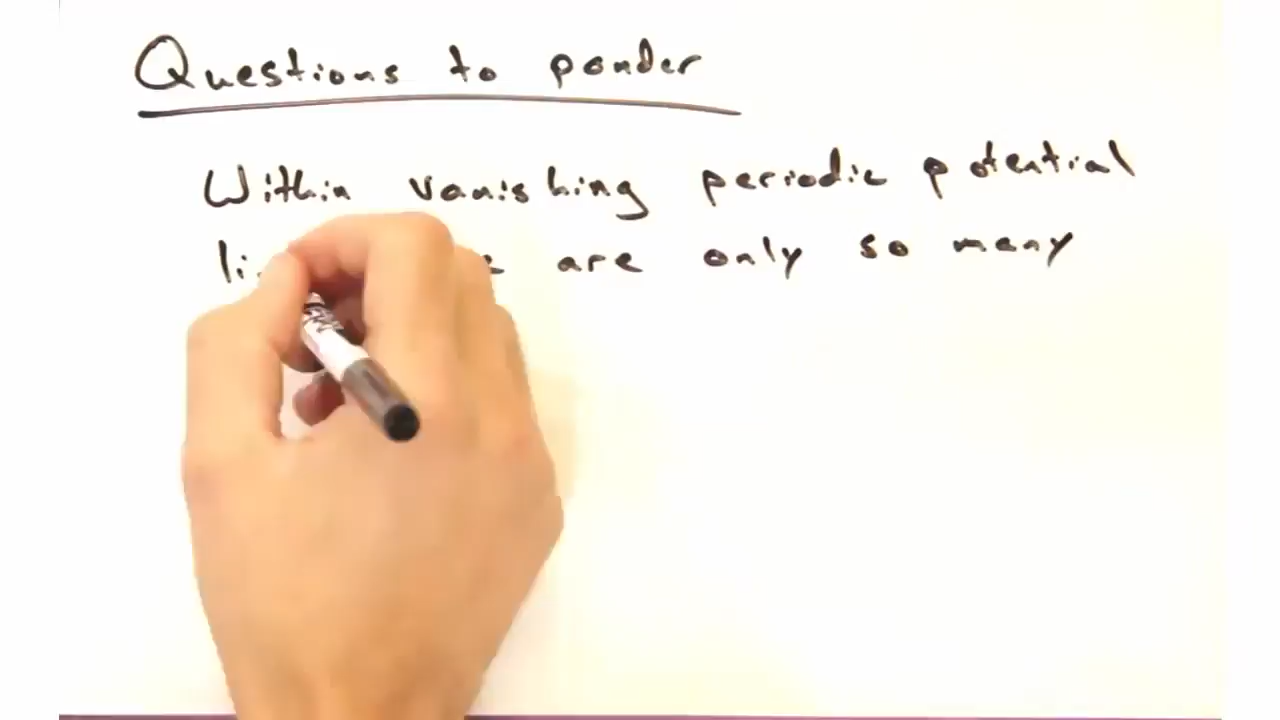 Questions to ponder
Within vanishing periodic potential
are only so many